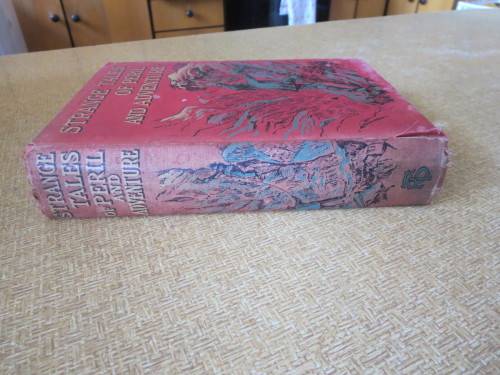 STRANGE TALES
OF PERIL
AND ADVENTURE
STRANGE
TALES
OF PERIL
AND
ADVENTURE